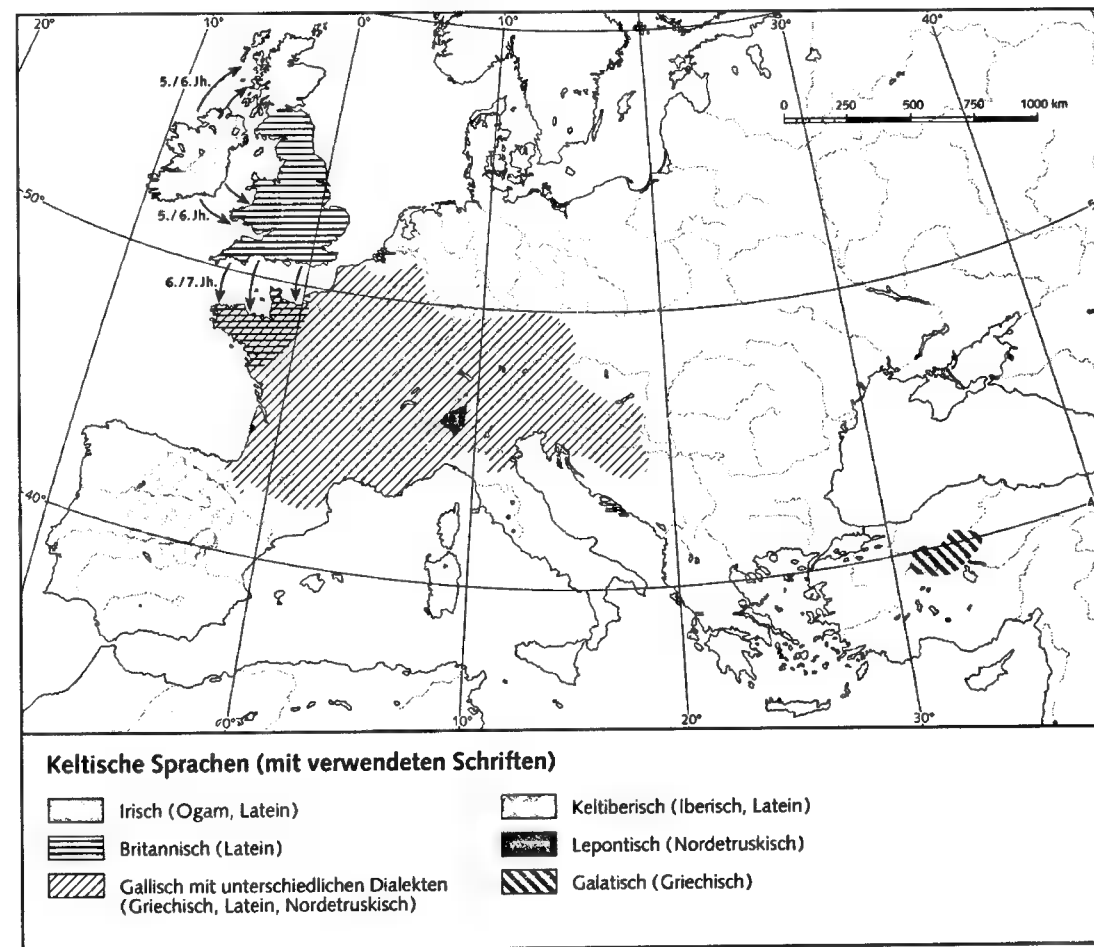 20° 10° 0° 10° 30° 40°
5./6. Jh.
0 250 500 750 1000 km
50°
5./6. Jh.
6./7. Jh.
40°
0° 10° 20° 30°
Keltische Sprachen (mit verwendeten Schriften)
Irisch (Ogam, Latein)
Britannisch (Latein)
Gallisch mit unterschiedlichen Dialekten
(Griechisch, Latein, Nordetruskisch)
Keltiberisch (Iberisch, Latein)
Lepontisch (Nordetruskisch)
Galatisch (Griechisch)